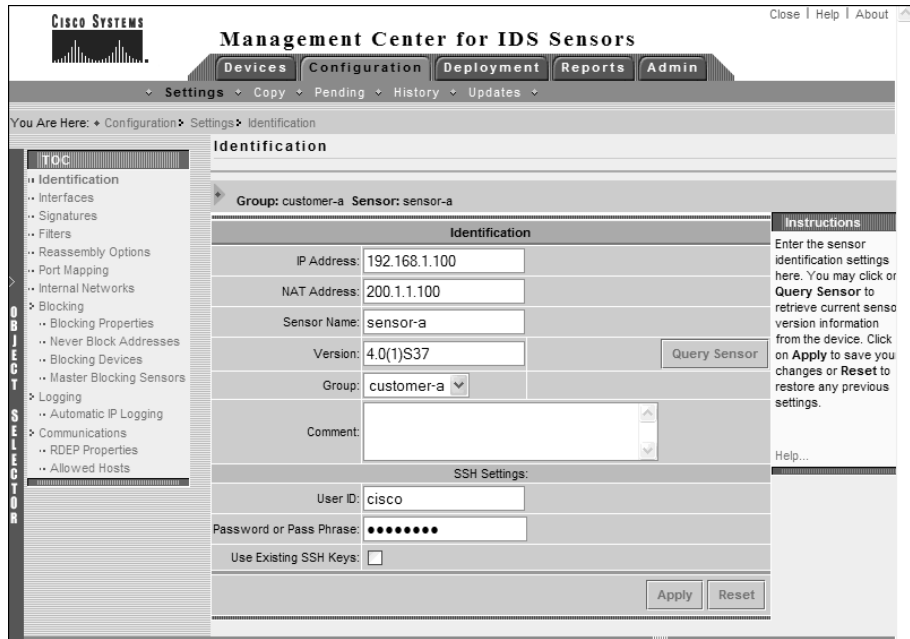 Close | Help | About
CISCO SYSTEMS
Management Center for IDS Sensors
Devices Configuration Deployment Reports Admin
Settings Copy Pending History Updates
You Are Here: Configuration Settings Identification
OBJECT SELECTOR
TOC
Identification
Interfaces
Signatures
Filters
Reassembly Options
Port Mapping
Internal Networks
Blocking
Blocking Properties
Never Block Addresses
Blocking Devices
Master Blocking Sensors
Logging
Automatic IP Logging
Communications
RDEP Properties
Allowed Hosts
Identification
Group: customer-a Sensor: sensor-a
Identification
IP Address: 192.168.1.100
NAT Address: 200.1.1.100
Sensor Name: sensor-a
Version: 4.0(1)S37 Query Sensor
Group: customer-a
Comment:
SSH Settings:
User ID: cisco
Password or Pass Phrase: ●●●●●●●●
Use Existing SSH Keys:
Apply Reset
Instructions
Enter the sensor
identification settings
here. You may click or
Query Sensor to
retrieve current senso
version information
from the device. Click
on Apply to save you
changes or Reset to
restore any previous
settings.
Help...